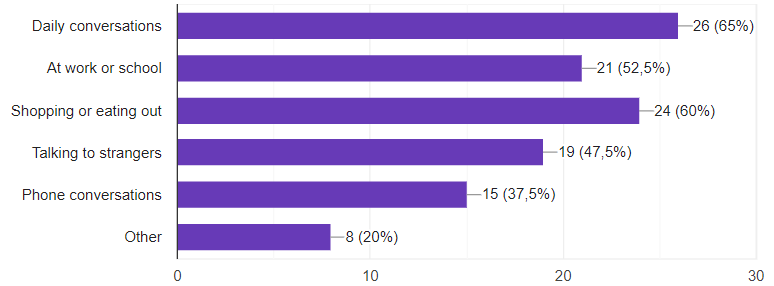 Daily conversations 26 (65%)
At work or school 21 (52,5%)
Shopping or eating out 24 (60%)
Talking to strangers 19 (47,5%)
Phone conversations 15 (37,5%)
Other 8 (20%)
0 10 20 30